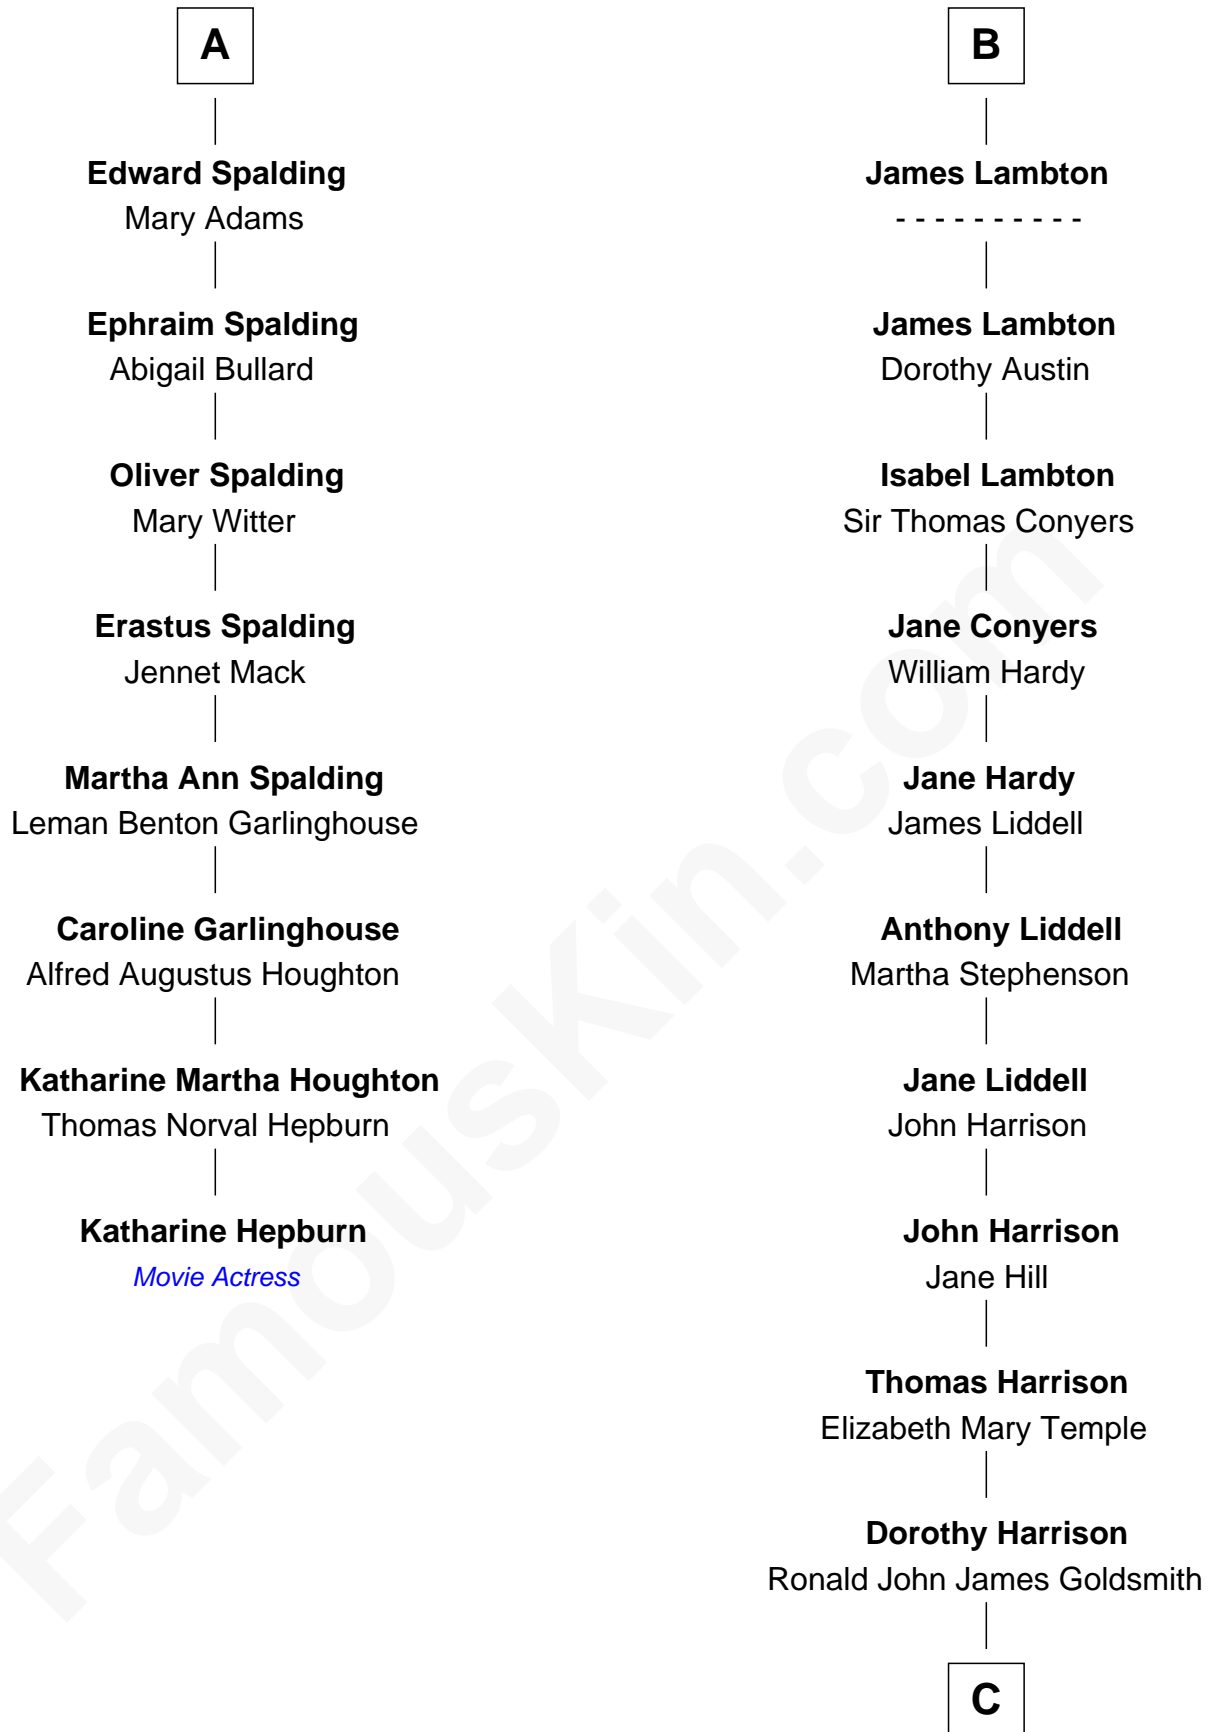 A
Edward Spalding
Mary Adams
Ephraim Spalding
Abigail Bullard
Oliver Spalding
Mary Witter
Erastus Spalding
Jennet Mack
Martha Ann Spalding
Leman Benton Garlinghouse
Caroline Garlinghouse
Alfred Augustus Houghton
Katharine Martha Houghton
Thomas Norval Hepburn
Katharine Hepburn
Movie Actress
B
James Lambton
- - - - - - - - - -
James Lambton
Dorothy Austin
Isabel Lambton
Sir Thomas Conyers
Jane Conyers
William Hardy
Jane Hardy
James Liddell
Anthony Liddell
Martha Stephenson
Jane Liddell
John Harrison
John Harrison
Jane Hill
Thomas Harrison
Elizabeth Mary Temple
Dorothy Harrison
Ronald John James Goldsmith
C
FamousKin.com